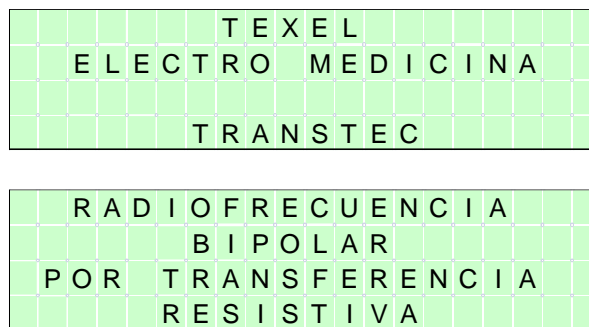 TEXEL
ELECTRO MEDICINA
TRANSTEC
RADIOFRECUENCIA
BIPOLAR
POR TRANSFERENCIA
RESISTIVA